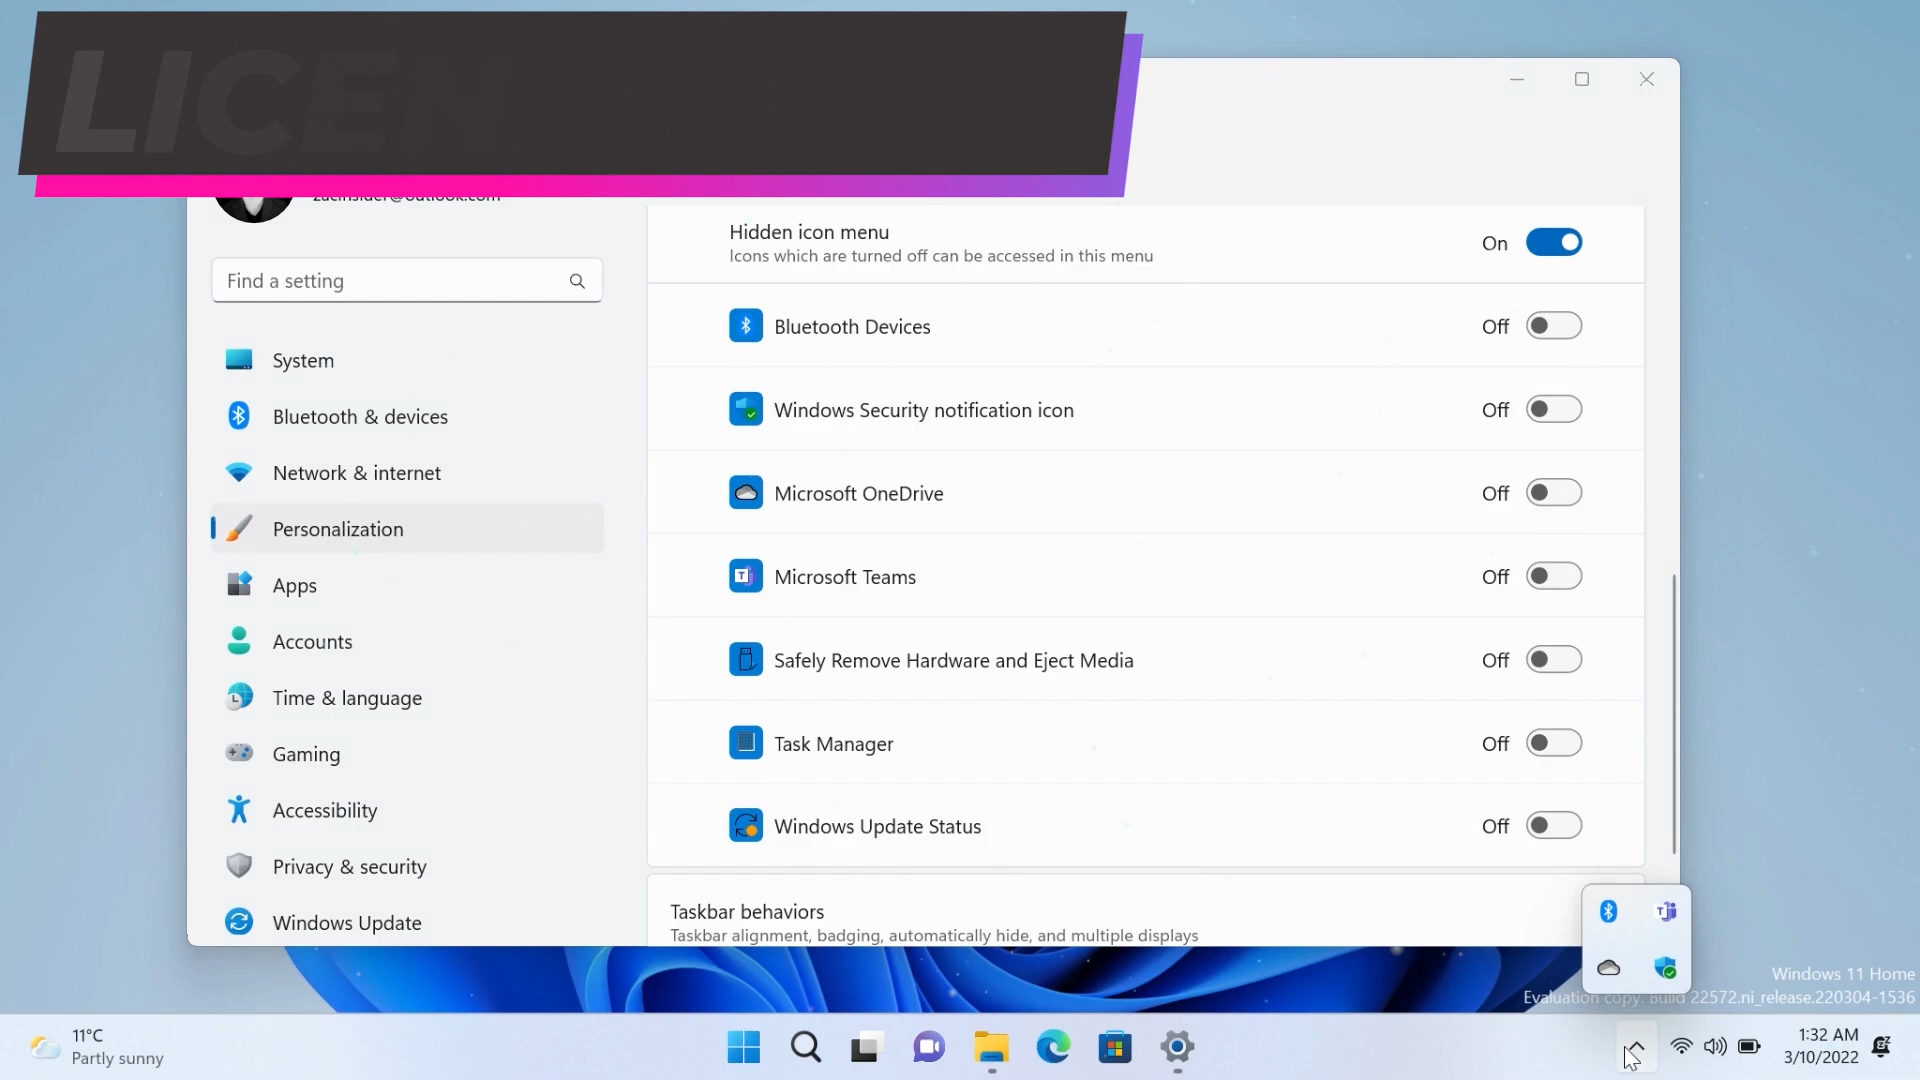 LICEN
Find a setting
System
Bluetooth & devices
Network & internet
Personalization
Apps
Accounts
Time & language
Gaming
Accessibility
Privacy & security
Windows Update
Hidden icon menu
On
Icons which are turned off can be accessed in this menu
Bluetooth Devices
Off
Windows Security notification icon
Off
Microsoft OneDrive
Off
Microsoft Teams
Off
Safely Remove Hardware and Eject Media
Off
Task Manager
Off
Windows Update Status
Off
Taskbar behaviors
Taskbar alignment, badging, automatically hide, and multiple displays
Windows 11 Home
Evaluation copy. Build 22572.ni_release.220304-1536
11°C
Partly sunny
1:32 AM
3/10/2022